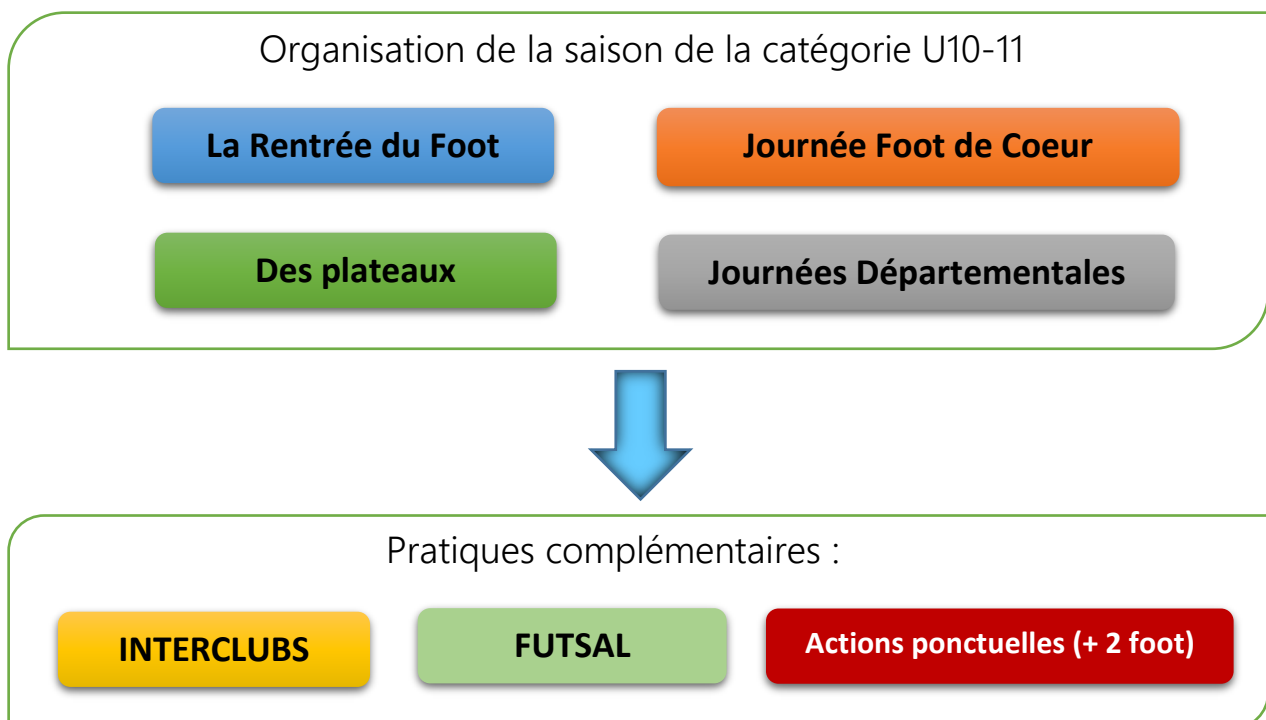 Organisation de la saison de la catégorie U10-11
La Rentrée du Foot
Journée Foot de Coeur
Des plateaux
Journées Départementales
Pratiques complémentaires :
INTERCLUBS
FUTSAL
Actions ponctuelles (+ 2 foot)